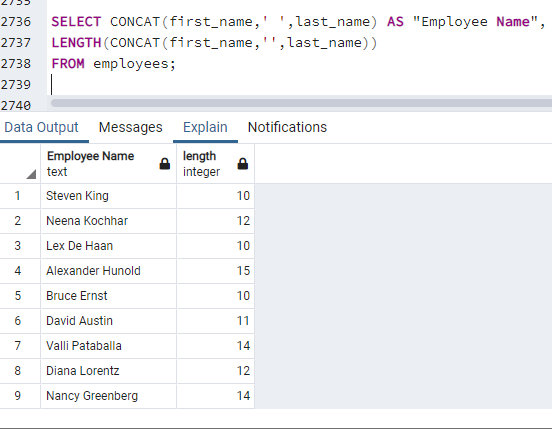 2735
2736 SELECT CONCAT(first_name,' ',last_name) AS "Employee Name",
2737 LENGTH(CONCAT(first_name,'',last_name))
2738 FROM employees;
2739
2740
Data Output Messages Explain Notifications
Employee Name length
text integer
1 Steven King 10
2 Neena Kochhar 12
3 Lex De Haan 10
4 Alexander Hunold 15
5 Bruce Ernst 10
6 David Austin 11
7 Valli Pataballa 14
8 Diana Lorentz 12
9 Nancy Greenberg 14